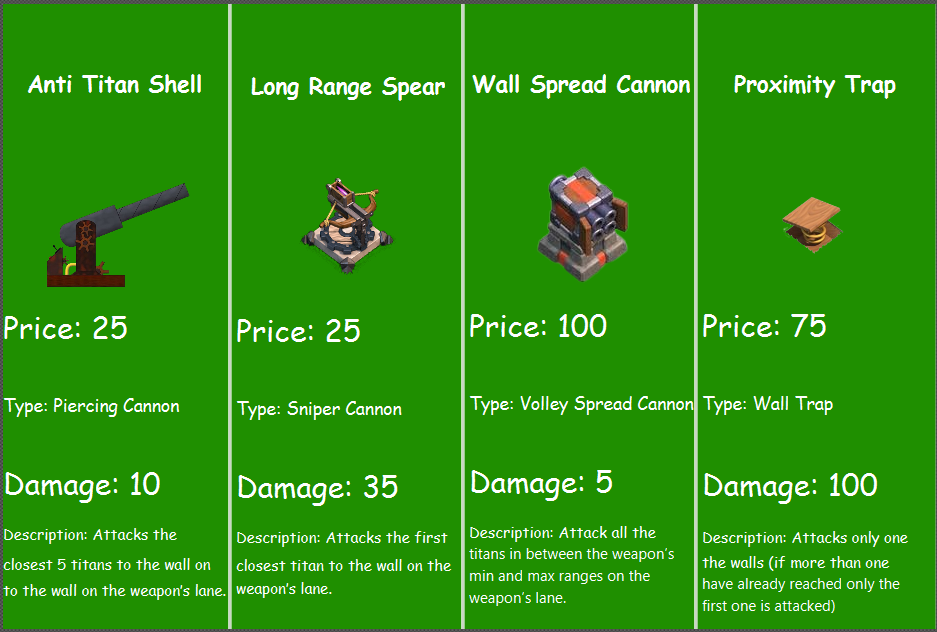 Anti Titan Shell
Price: 25
Type: Piercing Cannon
Damage: 10
Description: Attacks the
closest 5 titans to the wall on
to the wall on the weapon's lane.
Long Range Spear
Price: 25
Type: Sniper Cannon
Damage: 35
Description: Attacks the first
closest titan to the wall on the
weapon's lane.
Wall Spread Cannon
Price: 100
Type: Volley Spread Cannon
Damage: 5
Description: Attack all the
titans in between the weapon's
min and max ranges on the
weapon's lane.
Proximity Trap
Price: 75
Type: Wall Trap
Damage: 100
Description: Attacks only one
the walls (if more than one
have already reached only the
first one is attacked)